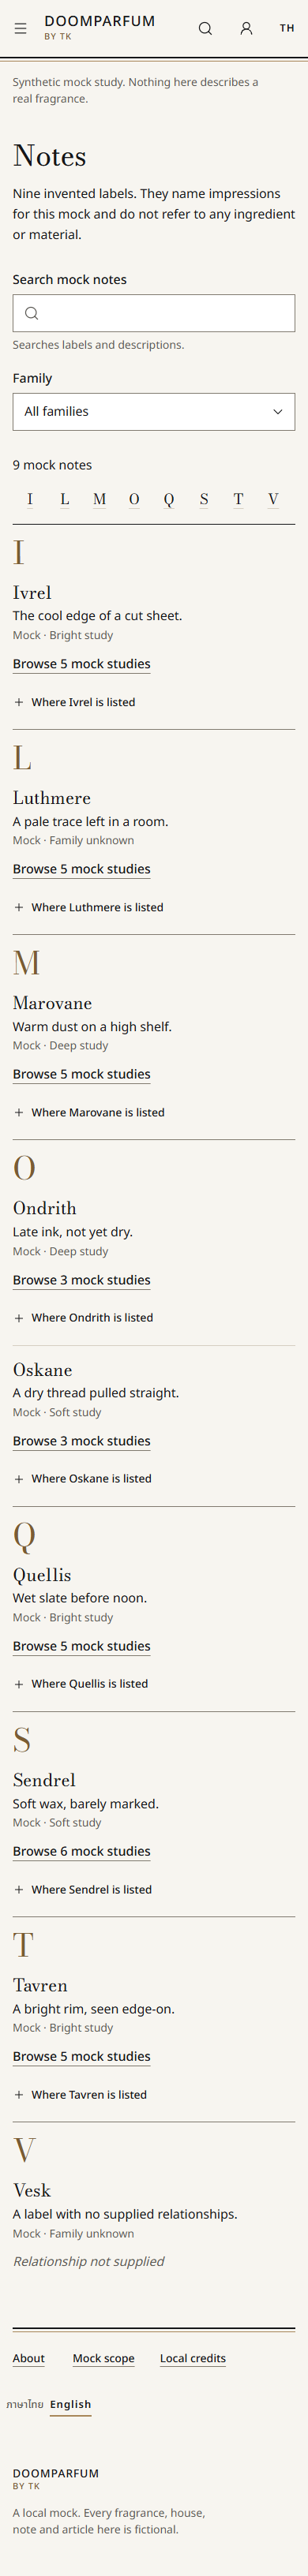 DOOMPARFUM
BY TK
TH
Synthetic mock study. Nothing here describes a
real fragrance.
Notes
Nine invented labels. They name impressions
for this mock and do not refer to any ingredient
or material.
Search mock notes
Searches labels and descriptions.
Family
All families
9 mock notes
I L M O Q S T V
I
Ivrel
The cool edge of a cut sheet.
Mock · Bright study
Browse 5 mock studies
Where Ivrel is listed
L
Luthmere
A pale trace left in a room.
Mock · Family unknown
Browse 5 mock studies
Where Luthmere is listed
M
Marovane
Warm dust on a high shelf.
Mock · Deep study
Browse 5 mock studies
Where Marovane is listed
O
Ondrith
Late ink, not yet dry.
Mock · Deep study
Browse 3 mock studies
Where Ondrith is listed
Oskane
A dry thread pulled straight.
Mock · Soft study
Browse 3 mock studies
Where Oskane is listed
Q
Quellis
Wet slate before noon.
Mock · Bright study
Browse 5 mock studies
Where Quellis is listed
S
Sendrel
Soft wax, barely marked.
Mock · Soft study
Browse 6 mock studies
Where Sendrel is listed
T
Tavren
A bright rim, seen edge-on.
Mock · Bright study
Browse 5 mock studies
Where Tavren is listed
V
Vesk
A label with no supplied relationships.
Mock · Family unknown
Relationship not supplied
About Mock scope Local credits
ภาษาไทย English
DOOMPARFUM
BY TK
A local mock. Every fragrance, house,
note and article here is fictional.